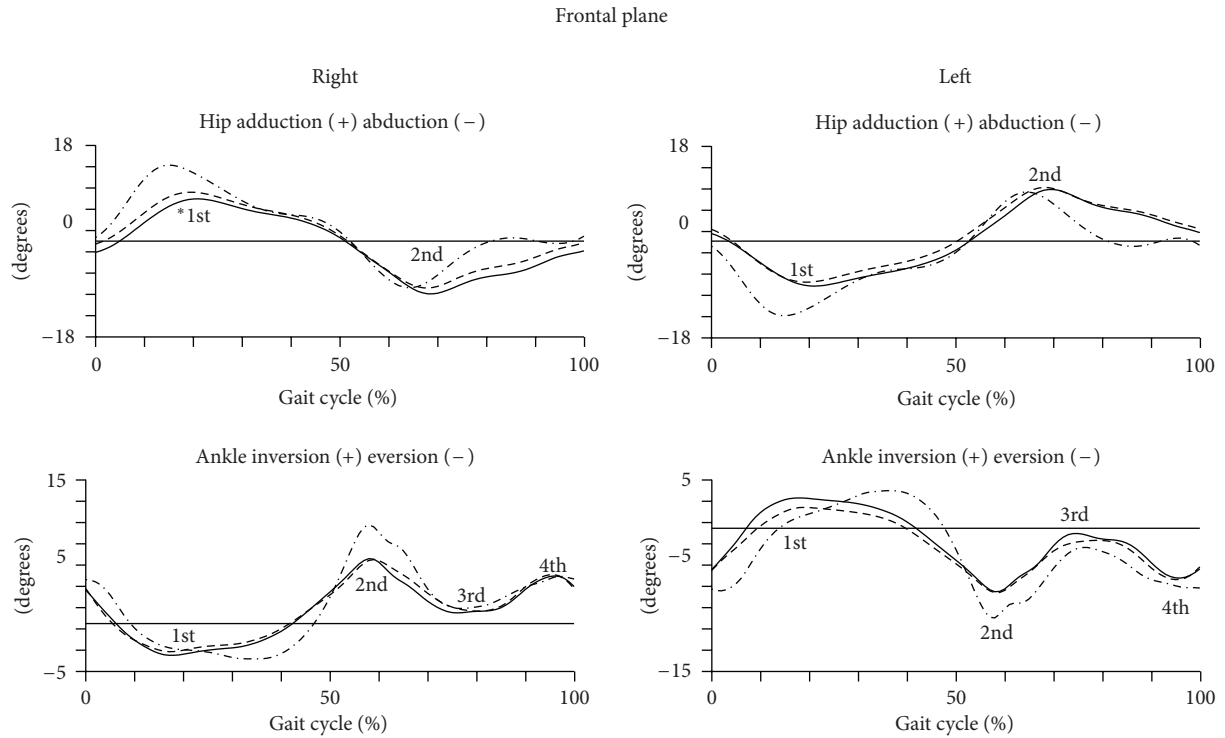 Frontal plane
Right
Hip adduction (+) abduction (−)
18
0
−18
(degrees)
*1st
2nd
0
50
100
Gait cycle (%)
Left
Hip adduction (+) abduction (−)
18
0
−18
(degrees)
1st
2nd
0
50
100
Gait cycle (%)
Ankle inversion (+) eversion (−)
15
5
−5
(degrees)
1st
2nd
3rd
4th
0
50
100
Gait cycle (%)
Ankle inversion (+) eversion (−)
5
−5
−15
(degrees)
1st
2nd
3rd
4th
0
50
100
Gait cycle (%)